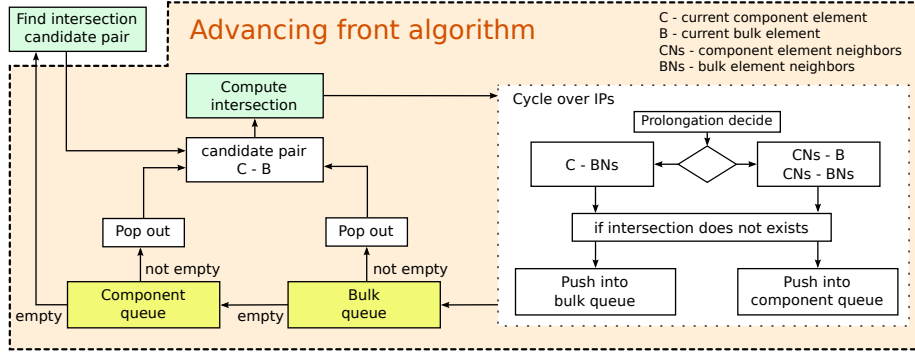 Find intersection
candidate pair
Advancing front algorithm
C - current component element
B - current bulk element
CNs - component element neighbors
BNs - bulk element neighbors
Compute
intersection
candidate pair
C - B
Pop out
Pop out
not empty
not empty
Component
queue
Bulk
queue
empty
empty
Cycle over IPs
Prolongation decide
C - BNs
CNs - B
CNs - BNs
if intersection does not exists
Push into
bulk queue
Push into
component queue